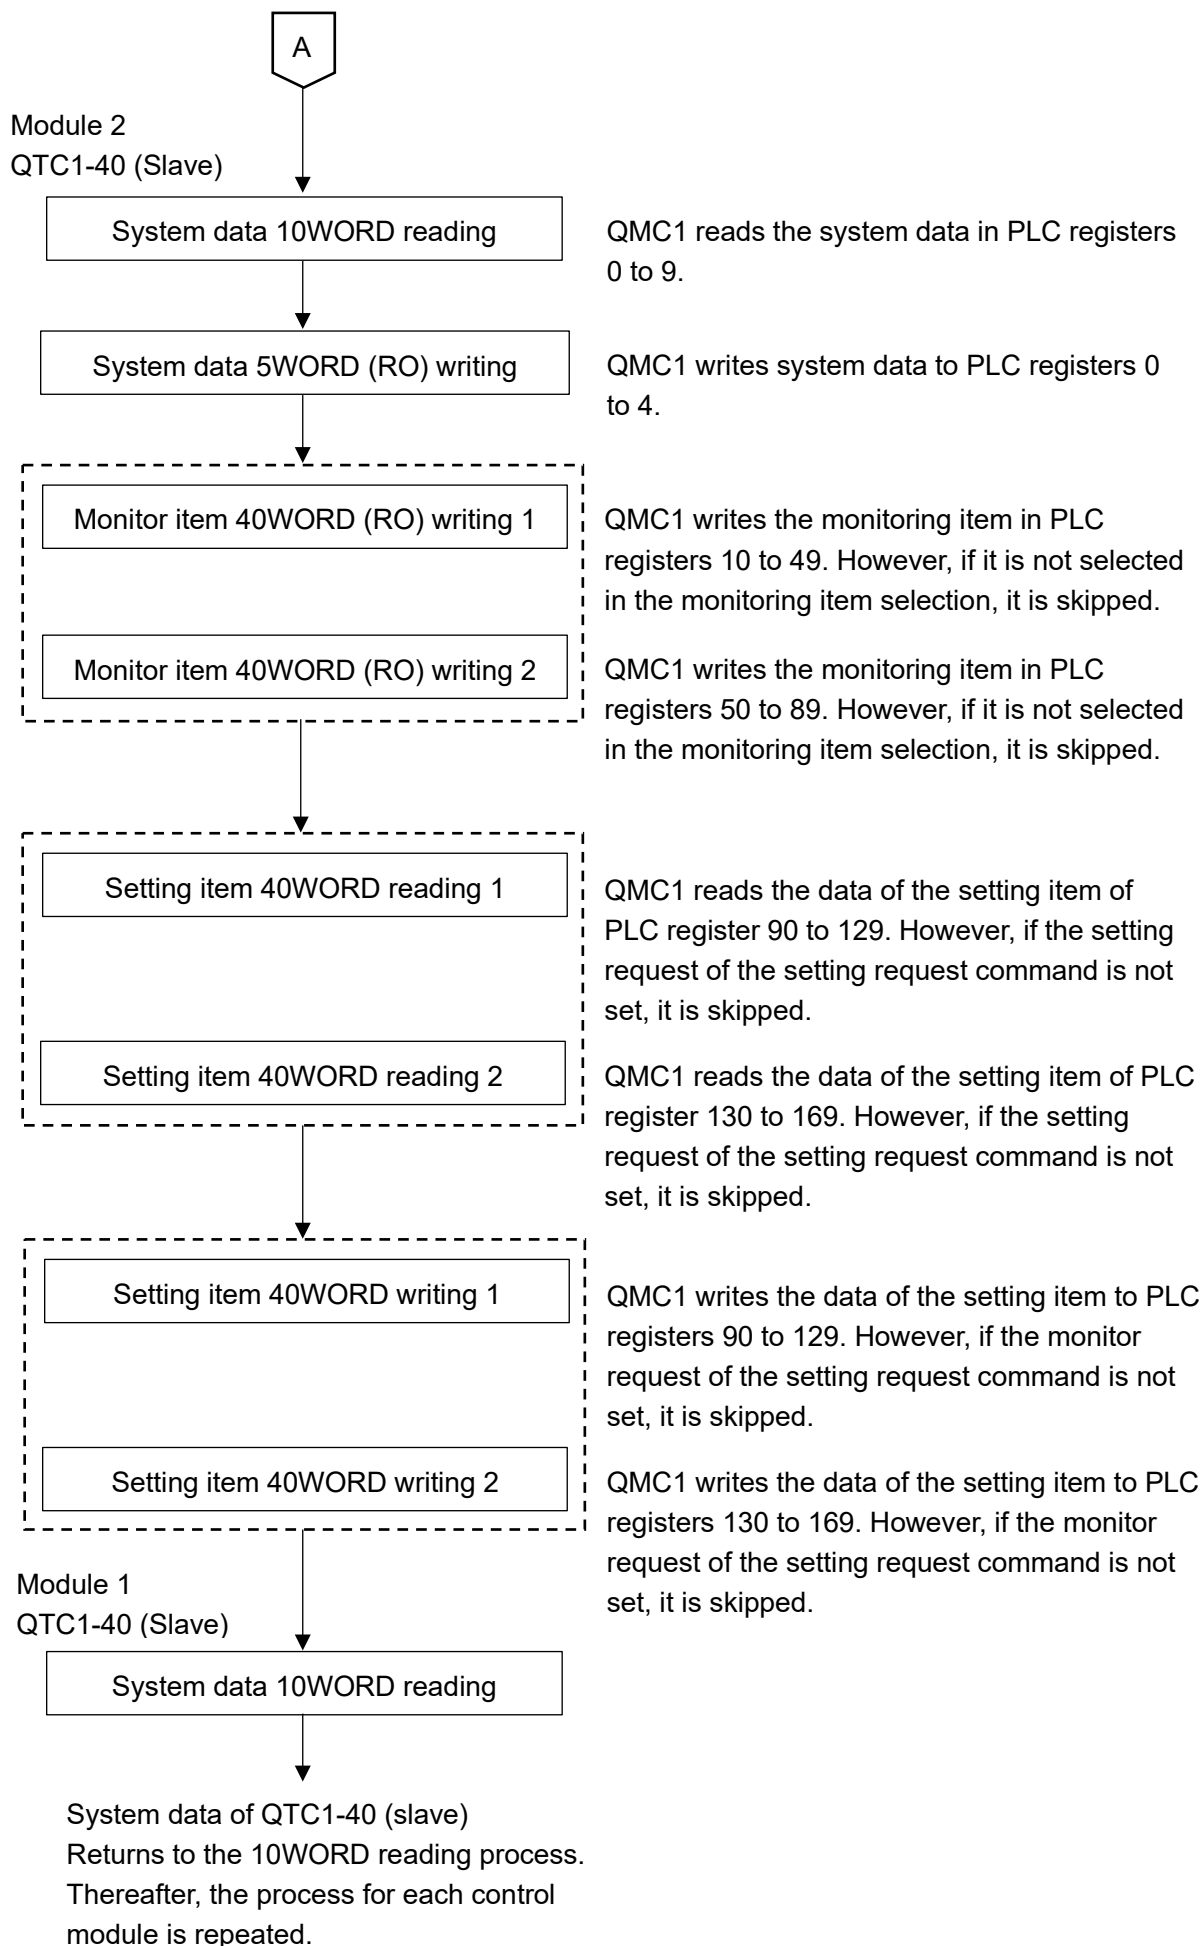 A
Module 2
QTC1-40 (Slave)
System data 10WORD reading
QMC1 reads the system data in PLC registers
0 to 9.
System data 5WORD (RO) writing
QMC1 writes system data to PLC registers 0
to 4.
Monitor item 40WORD (RO) writing 1
QMC1 writes the monitoring item in PLC
registers 10 to 49. However, if it is not selected
in the monitoring item selection, it is skipped.
Monitor item 40WORD (RO) writing 2
QMC1 writes the monitoring item in PLC
registers 50 to 89. However, if it is not selected
in the monitoring item selection, it is skipped.
Setting item 40WORD reading 1
QMC1 reads the data of the setting item of
PLC register 90 to 129. However, if the setting
request of the setting request command is not
set, it is skipped.
Setting item 40WORD reading 2
QMC1 reads the data of the setting item of PLC
register 130 to 169. However, if the setting
request of the setting request command is not
set, it is skipped.
Setting item 40WORD writing 1
QMC1 writes the data of the setting item to PLC
registers 90 to 129. However, if the monitor
request of the setting request command is not
set, it is skipped.
Setting item 40WORD writing 2
QMC1 writes the data of the setting item to PLC
registers 130 to 169. However, if the monitor
request of the setting request command is not
set, it is skipped.
Module 1
QTC1-40 (Slave)
System data 10WORD reading
System data of QTC1-40 (slave)
Returns to the 10WORD reading process.
Thereafter, the process for each control
module is repeated.